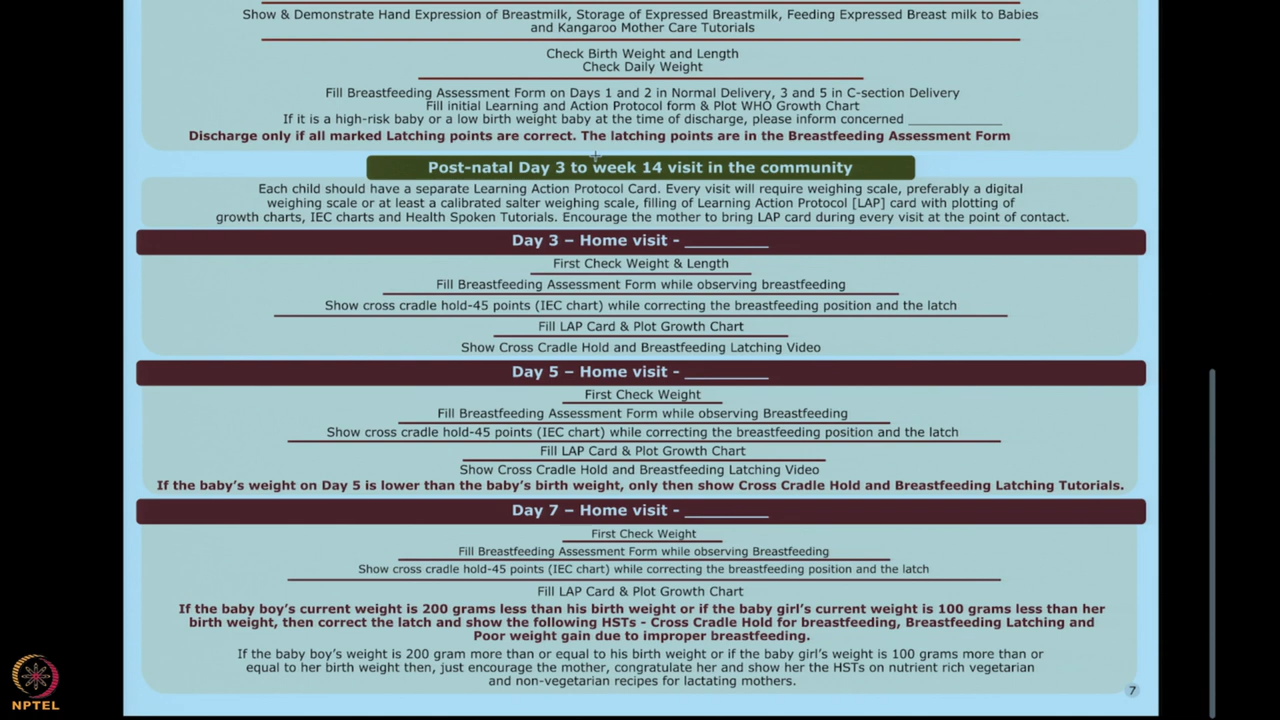 Show & Demonstrate Hand Expression of Breastmilk, Storage of Expressed Breastmilk, Feeding Expressed Breast milk to Babies
and Kangaroo Mother Care Tutorials
Check Birth Weight and Length
Check Daily Weight
Fill Breastfeeding Assessment Form on Days 1 and 2 in Normal Delivery, 3 and 5 in C-section Delivery
Fill initial Learning and Action Protocol form & Plot WHO Growth Chart
If it is a high-risk baby or a low birth weight baby at the time of discharge, please inform concerned ____________
Discharge only if all marked Latching points are correct. The latching points are in the Breastfeeding Assessment Form
Post-natal Day 3 to week 14 visit in the community
Each child should have a separate Learning Action Protocol Card. Every visit will require weighing scale, preferably a digital
weighing scale or at least a calibrated salter weighing scale, filling of Learning Action Protocol [LAP] card with plotting of
growth charts, IEC charts and Health Spoken Tutorials. Encourage the mother to bring LAP card during every visit at the point of contact.
Day 3 – Home visit - _________
First Check Weight & Length
Fill Breastfeeding Assessment Form while observing breastfeeding
Show cross cradle hold-45 points (IEC chart) while correcting the breastfeeding position and the latch
Fill LAP Card & Plot Growth Chart
Show Cross Cradle Hold and Breastfeeding Latching Video
Day 5 – Home visit - _________
First Check Weight
Fill Breastfeeding Assessment Form while observing Breastfeeding
Show cross cradle hold-45 points (IEC chart) while correcting the breastfeeding position and the latch
Fill LAP Card & Plot Growth Chart
Show Cross Cradle Hold and Breastfeeding Latching Video
If the baby's weight on Day 5 is lower than the baby's birth weight, only then show Cross Cradle Hold and Breastfeeding Latching Tutorials.
Day 7 – Home visit - _________
First Check Weight
Fill Breastfeeding Assessment Form while observing Breastfeeding
Show cross cradle hold-45 points (IEC chart) while correcting the breastfeeding position and the latch
Fill LAP Card & Plot Growth Chart
If the baby boy's current weight is 200 grams less than his birth weight or if the baby girl's current weight is 100 grams less than her
birth weight, then correct the latch and show the following HSTs - Cross Cradle Hold for breastfeeding, Breastfeeding Latching and
Poor weight gain due to improper breastfeeding.
If the baby boy's weight is 200 gram more than or equal to his birth weight or if the baby girl's weight is 100 grams more than or
equal to her birth weight then, just encourage the mother, congratulate her and show her the HSTs on nutrient rich vegetarian
and non-vegetarian recipes for lactating mothers.
7
NPTEL